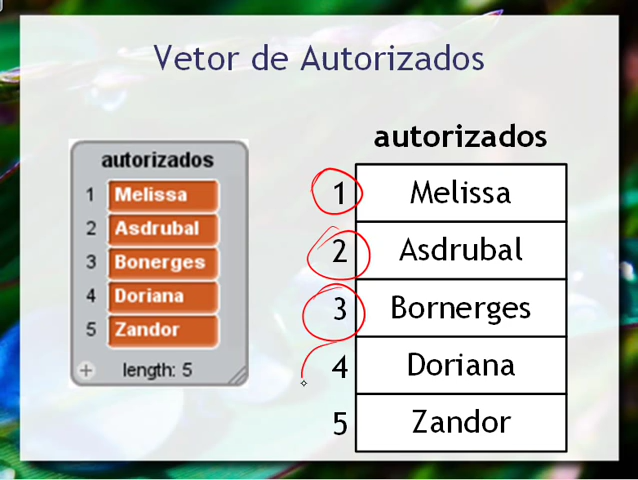 Vetor de Autorizados
autorizados
1 Melissa
2 Asdrubal
3 Bonerges
4 Doriana
5 Zandor
+ length: 5
autorizados
1 Melissa
2 Asdrubal
3 Bornerges
4 Doriana
5 Zandor